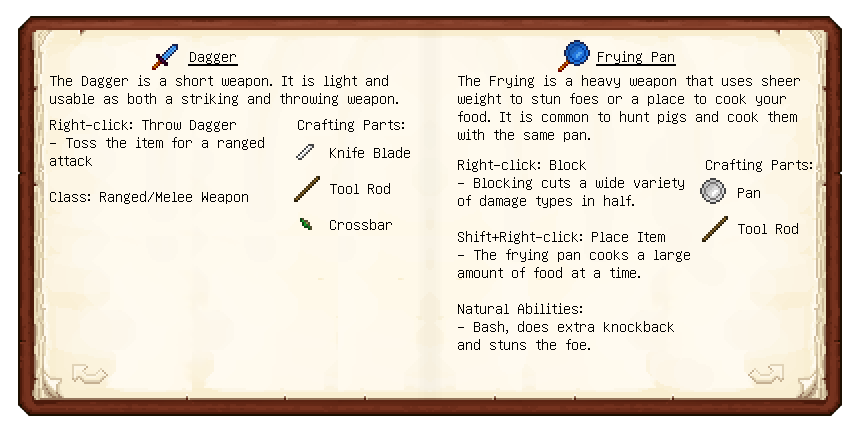 Dagger
The Dagger is a short weapon. It is light and
usable as both a striking and throwing weapon.
Right-click: Throw Dagger
- Toss the item for a ranged
attack
Class: Ranged/Melee Weapon
Crafting Parts:
Knife Blade
Tool Rod
Crossbar
Frying Pan
The Frying is a heavy weapon that uses sheer
weight to stun foes or a place to cook your
food. It is common to hunt pigs and cook them
with the same pan.
Right-click: Block
- Blocking cuts a wide variety
of damage types in half.
Shift+Right-click: Place Item
- The frying pan cooks a large
amount of food at a time.
Natural Abilities:
- Bash, does extra knockback
and stuns the foe.
Crafting Parts:
Pan
Tool Rod